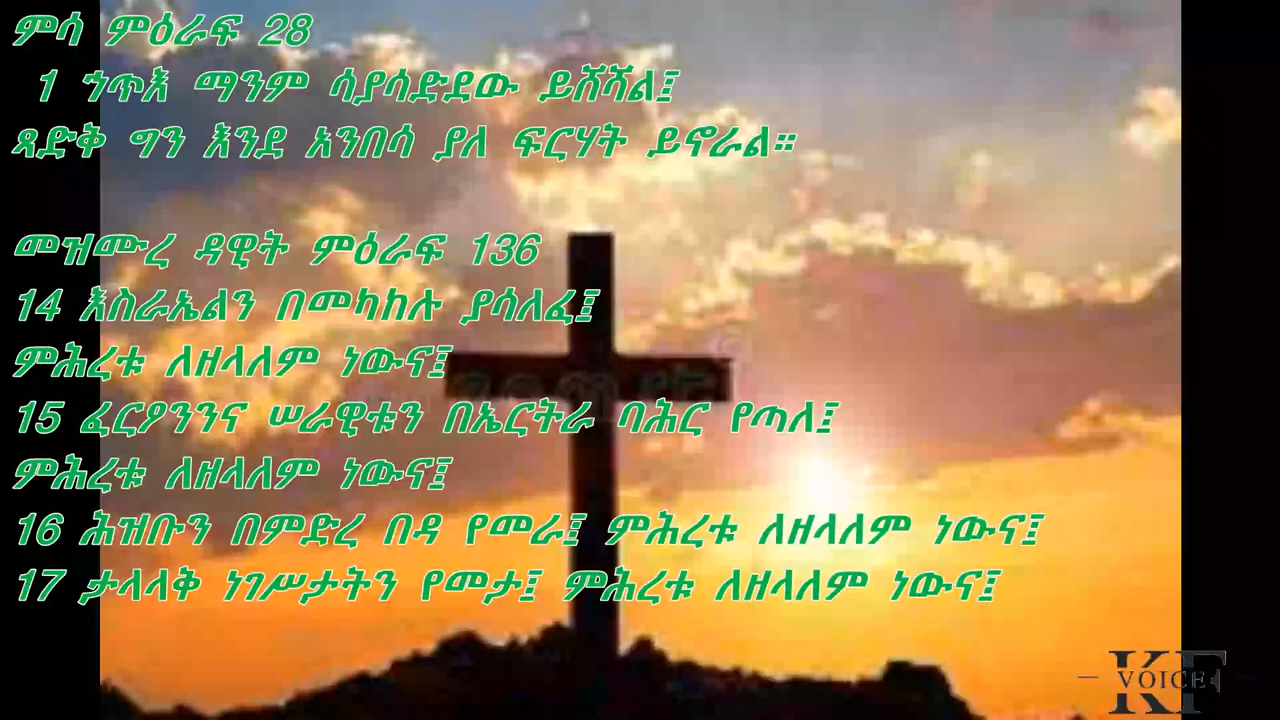 ምሳ ምዕራፍ 28
1 ኀጥእ ማንም ሳያሳድደው ይሸሻል፤
ጻድቅ ግን እንደ አንበሳ ያለ ፍርሃት ይኖራል።
መዝሙረ ዳዊት ምዕራፍ 136
14 እስራኤልን በመካከሉ ያሳለፈ፤
ምሕረቱ ለዘላለም ነውና፤
15 ፈርዖንንና ሠራዊቱን በኤርትራ ባሕር የጣለ፤
ምሕረቱ ለዘላለም ነውና፤
16 ሕዝቡን በምድረ በዳ የመራ፤ ምሕረቱ ለዘላለም ነውና፤
17 ታላላቅ ነገሥታትን የመታ፤ ምሕረቱ ለዘላለም ነውና፤
KF
VOICE